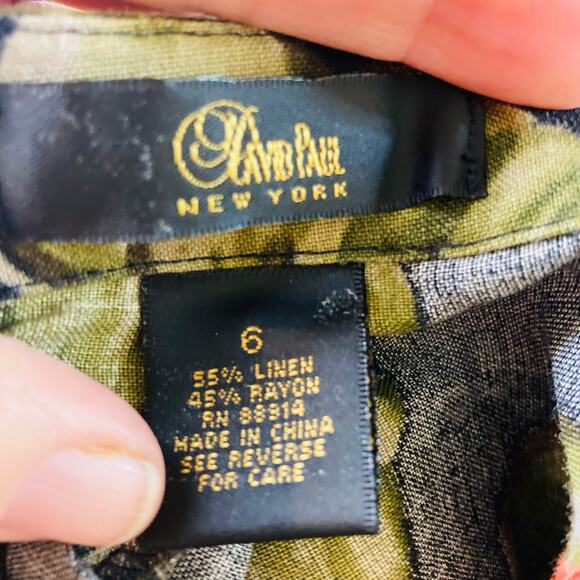 David Paul
NEW YORK
6
55% LINEN
45% RAYON
RN 88914
MADE IN CHINA
SEE REVERSE
FOR CARE